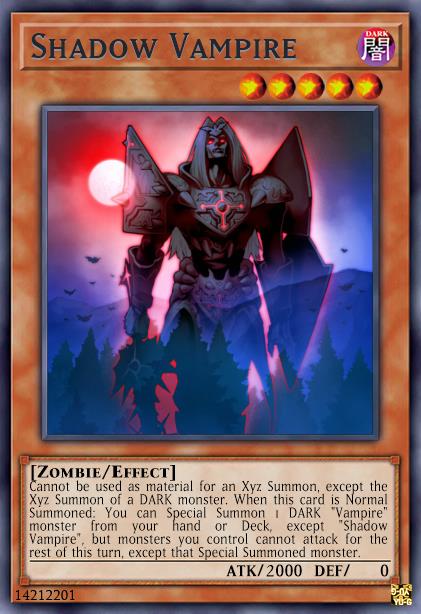 SHADOW VAMPIRE
DARK
闇
[ZOMBIE/EFFECT]
Cannot be used as material for an Xyz Summon, except the
Xyz Summon of a DARK monster. When this card is Normal
Summoned: You can Special Summon 1 DARK "Vampire"
monster from your hand or Deck, except "Shadow
Vampire", but monsters you control cannot attack for the
rest of this turn, except that Special Summoned monster.
ATK/2000 DEF/ 0
14212201